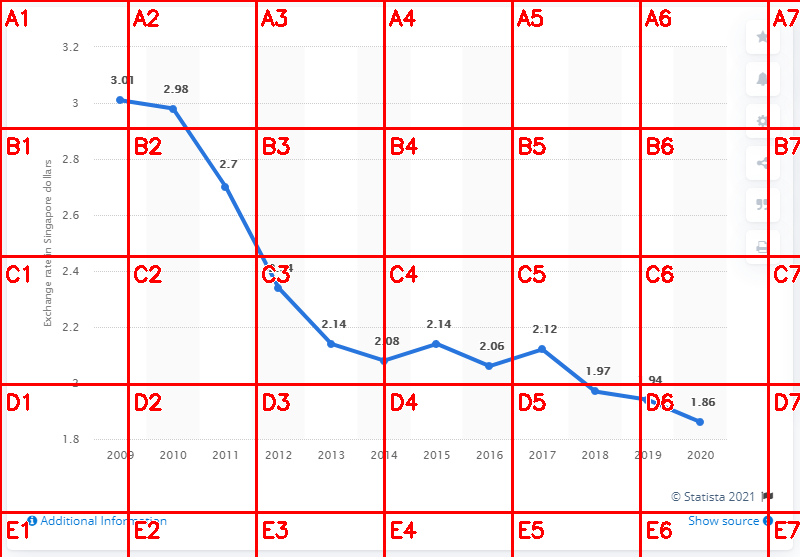 A1 A2 A3 A4 A5 A6 A7
3.2
3.01
2.98
3
B1 B2 B3 B4 B5 B6 B7
2.8
2.7
2.6
Exchange rate in Singapore dollars
C1 C2 C3 C4 C5 C6 C7
2.4
2.2
2.14
2.08
2.14
2.06
2.12
1.97
2
94
D1 D2 D3 D4 D5 D6 D7
1.86
1.8
2009 2010 2011 2012 2013 2014 2015 2016 2017 2018 2019 2020
© Statista 2021
Additional Information
Show source
E1 E2 E3 E4 E5 E6 E7